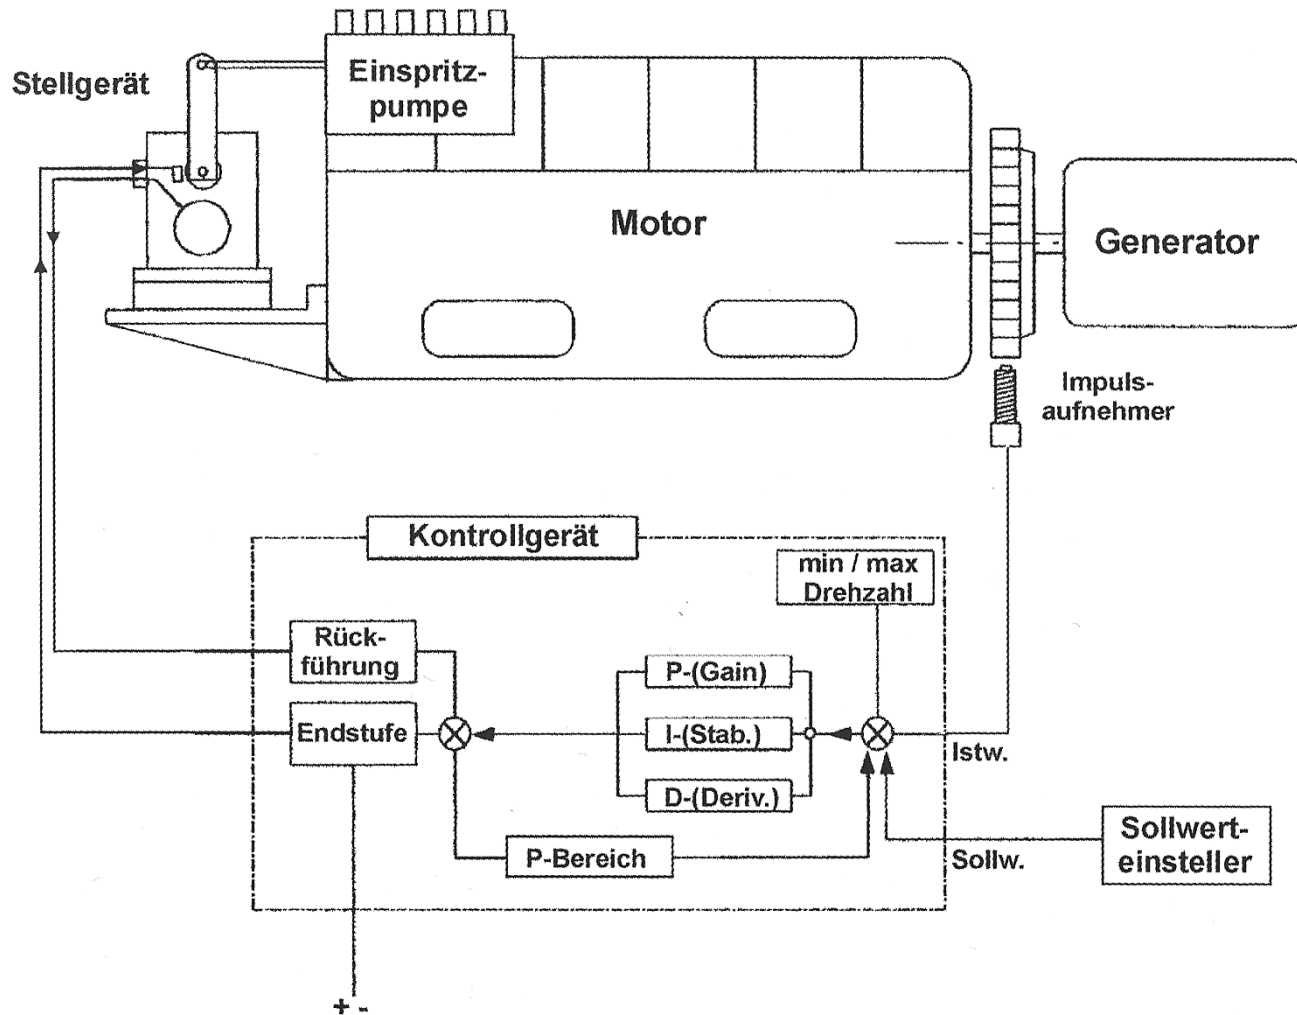 Einspritz-
pumpe
Stellgerät
Motor
Generator
Impuls-
aufnehmer
Kontrollgerät
min / max
Drehzahl
Rück-
führung
P-(Gain)
Endstufe
I-(Stab.)
Istw.
D-(Deriv.)
P-Bereich
Sollw.
Sollwert-
einsteller
+ -